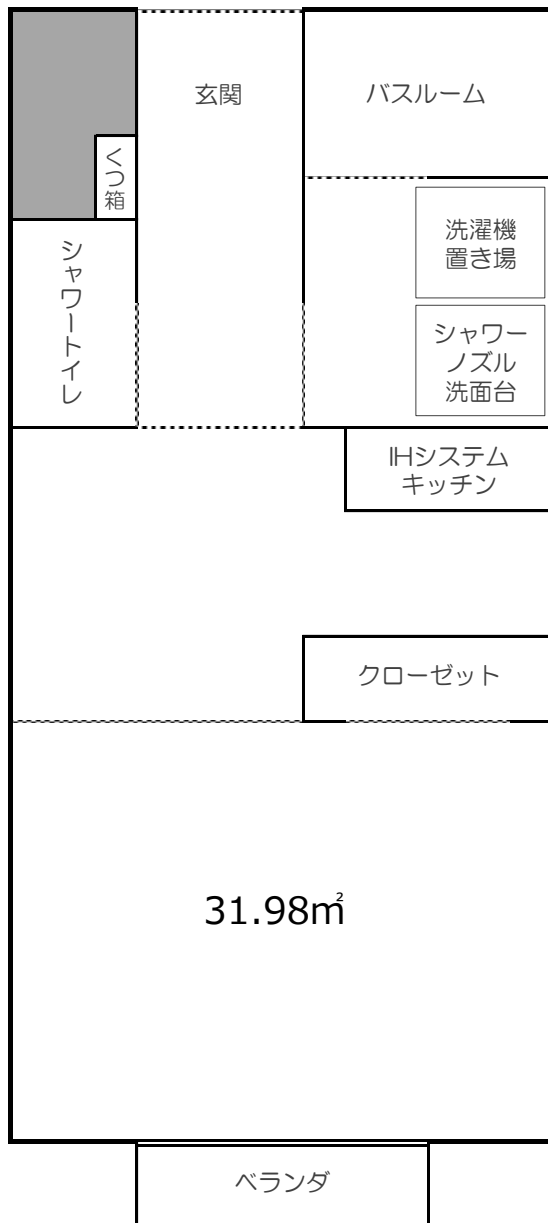 玄関
バスルーム
くつ箱
洗濯機
置き場
シャワートイレ
シャワー
ノズル
洗面台
IHシステム
キッチン
クローゼット
31.98㎡
ベランダ